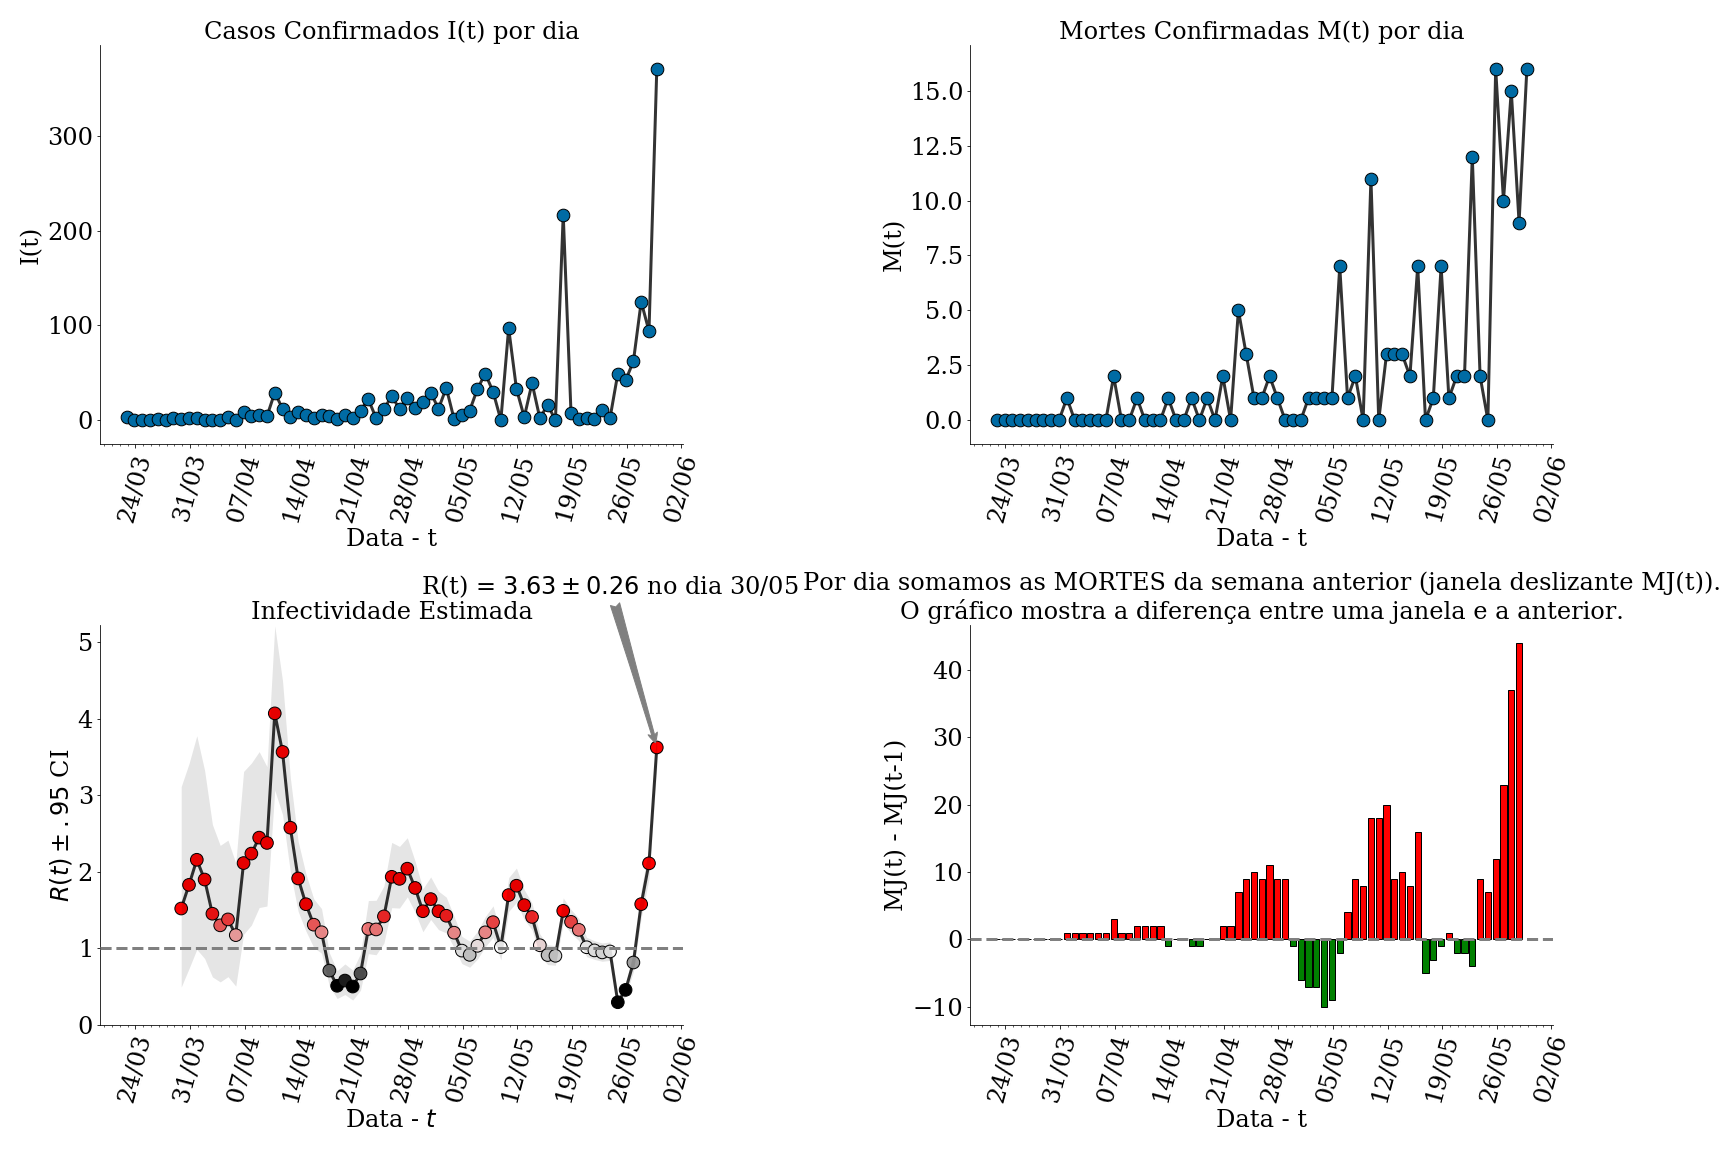 Casos Confirmados I(t) por dia
I(t)
300
200
100
0
24/03 31/03 07/04 14/04 21/04 28/04 05/05 12/05 19/05 26/05 02/06
Data - t
Mortes Confirmadas M(t) por dia
M(t)
15.0
12.5
10.0
7.5
5.0
2.5
0.0
24/03 31/03 07/04 14/04 21/04 28/04 05/05 12/05 19/05 26/05 02/06
Data - t
R(t) = 3.63 ± 0.26 no dia 30/05
Infectividade Estimada
R(t) ± .95 CI
5
4
3
2
1
0
24/03 31/03 07/04 14/04 21/04 28/04 05/05 12/05 19/05 26/05 02/06
Data - t
Por dia somamos as MORTES da semana anterior (janela deslizante MJ(t)).
O gráfico mostra a diferença entre uma janela e a anterior.
MJ(t) - MJ(t-1)
40
30
20
10
0
−10
24/03 31/03 07/04 14/04 21/04 28/04 05/05 12/05 19/05 26/05 02/06
Data - t